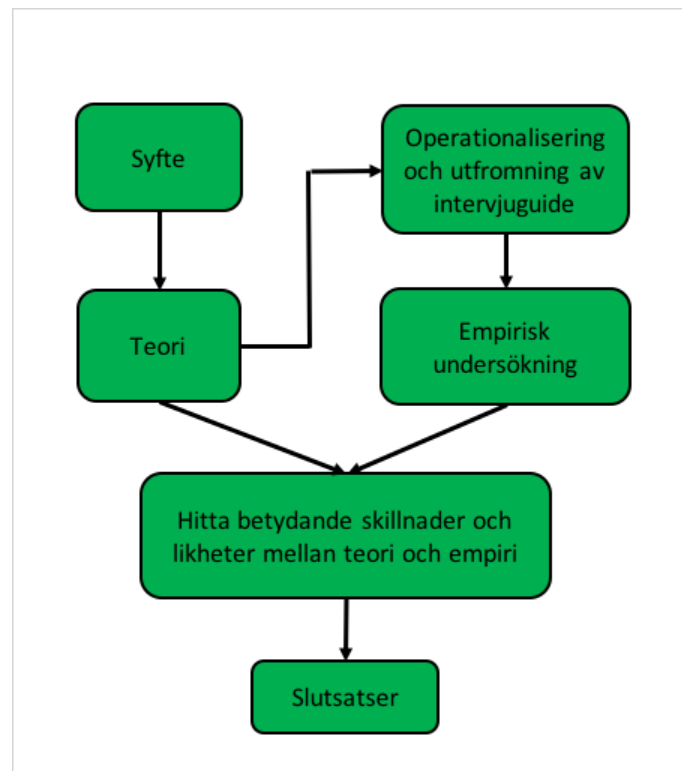 Syfte
Operationalisering
och utfromning av
intervjuguide
Teori
Empirisk
undersökning
Hitta betydande skillnader och
likheter mellan teori och empiri
Slutsatser